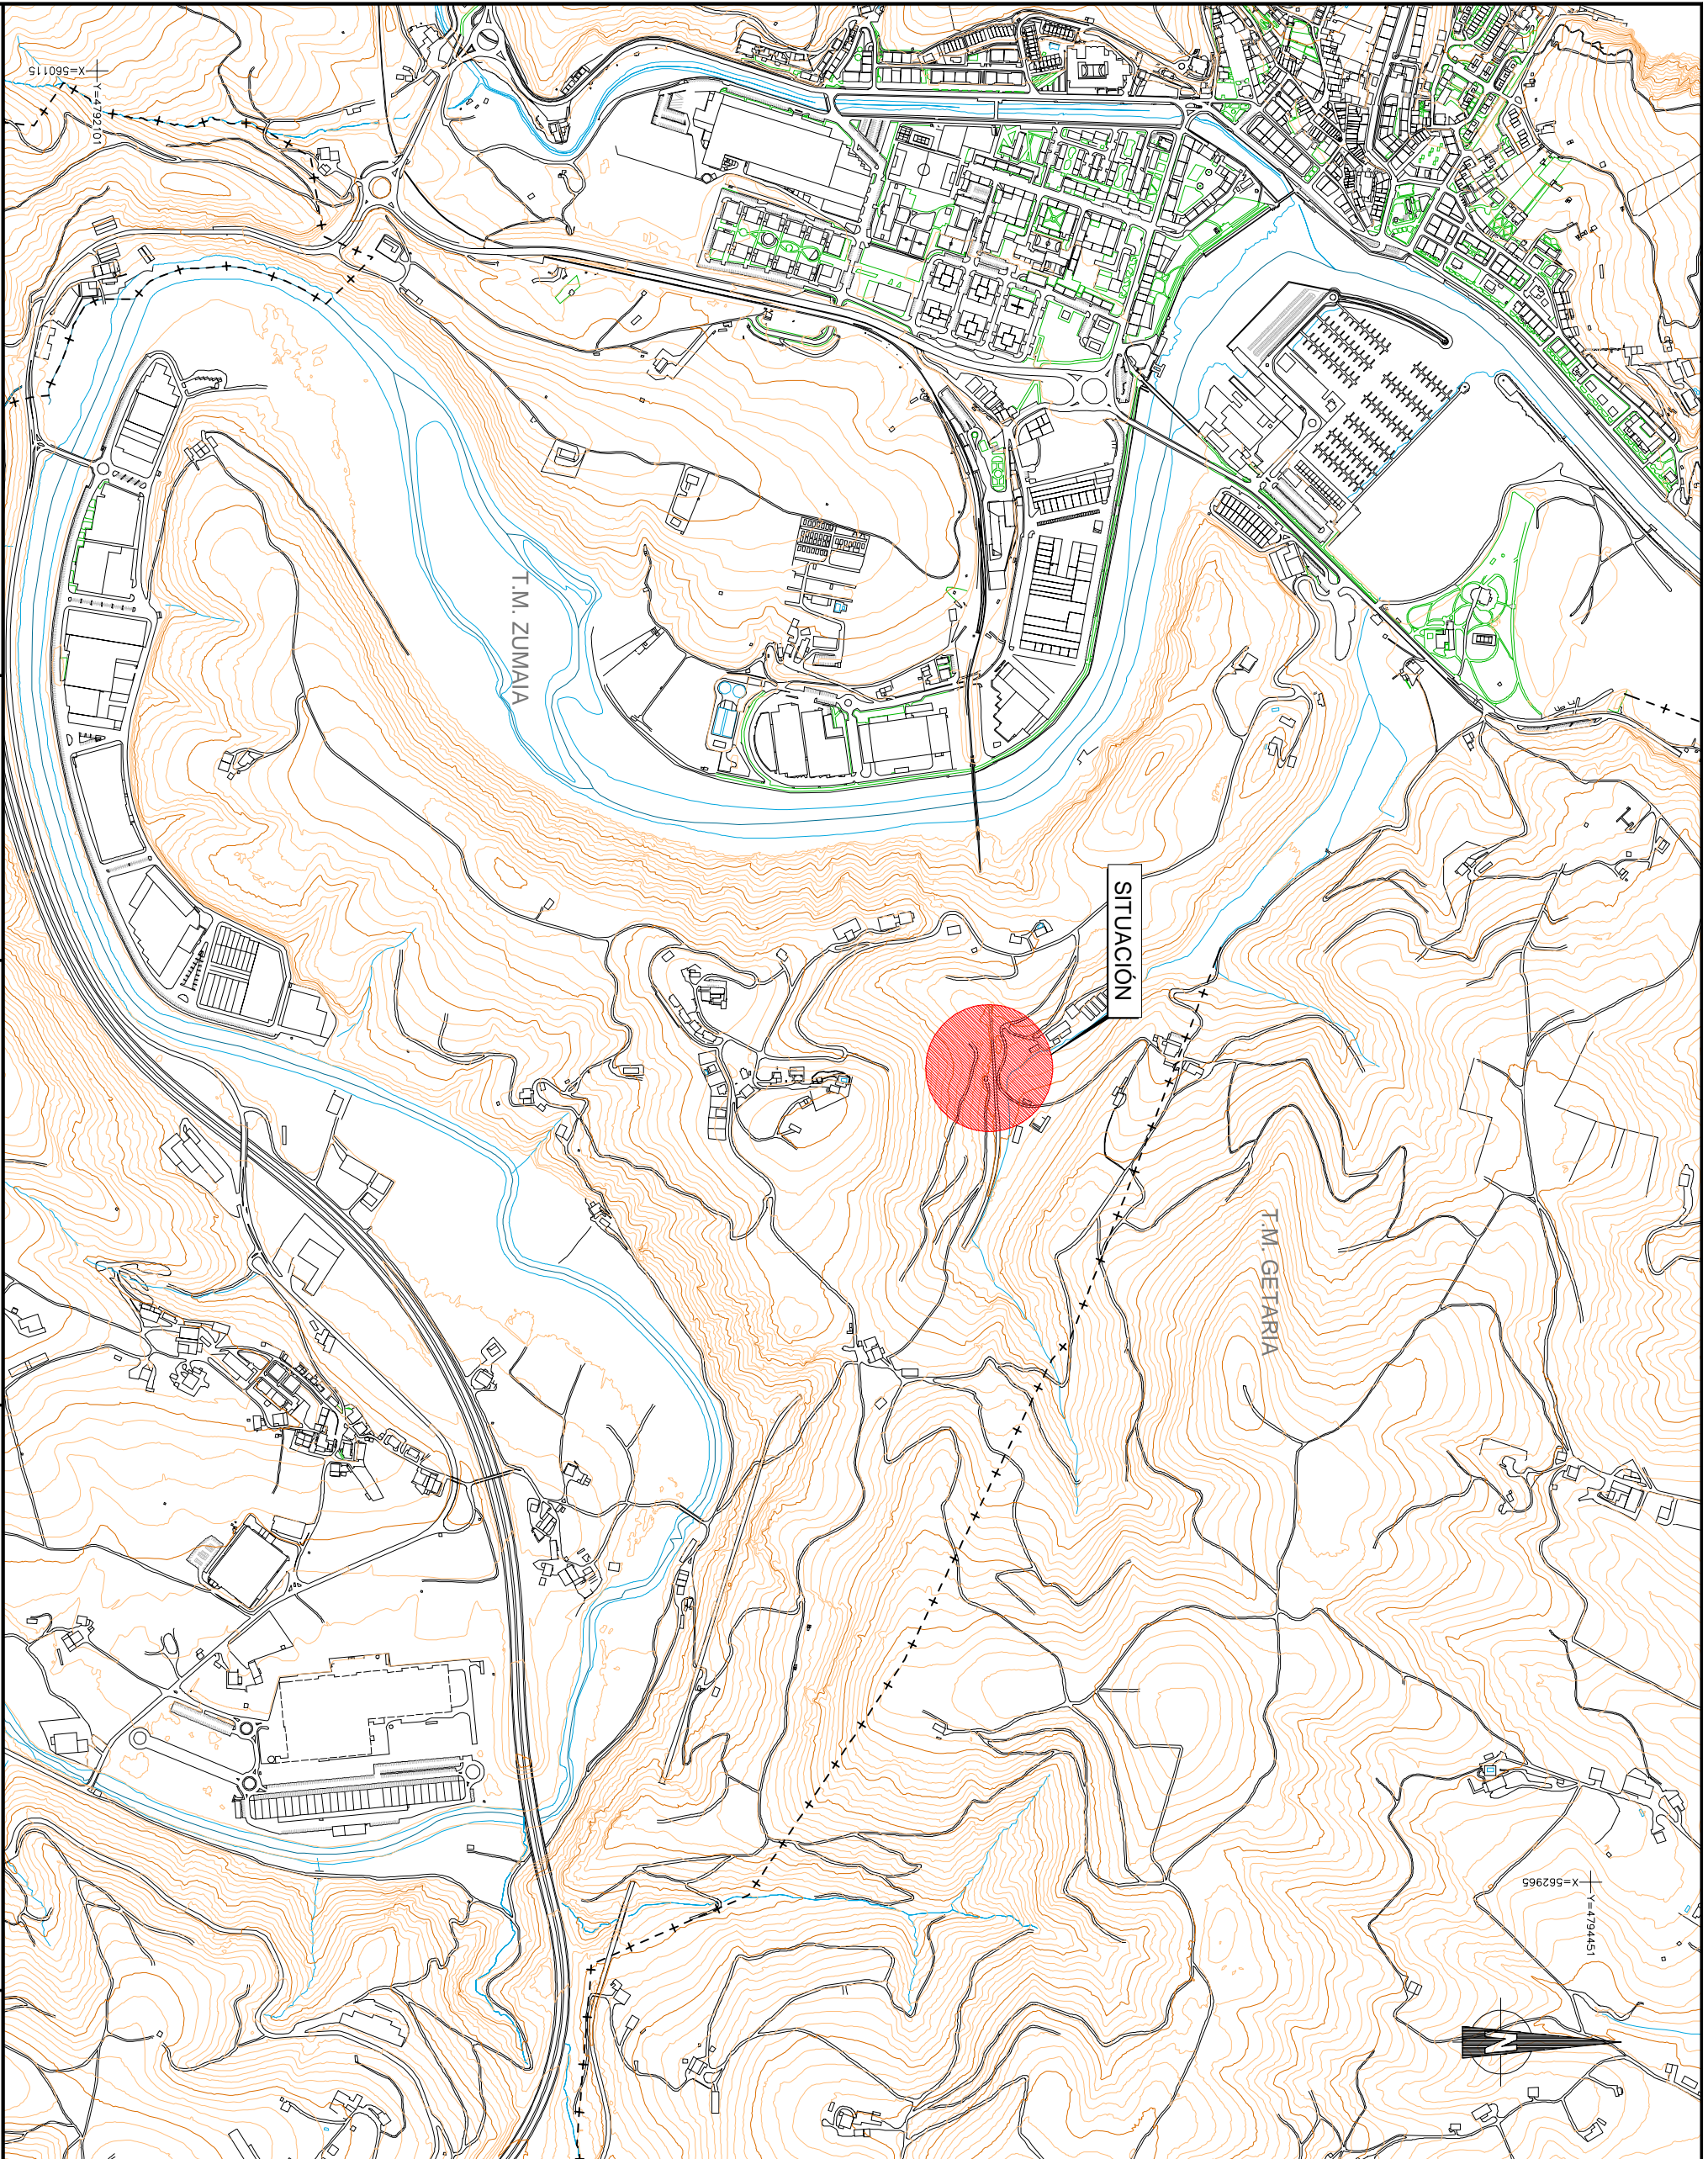 X=560115
Y=4792101
T.M. ZUMAIA
SITUACIÓN
T.M. GETARIA
X=562965
Y=4794451
N